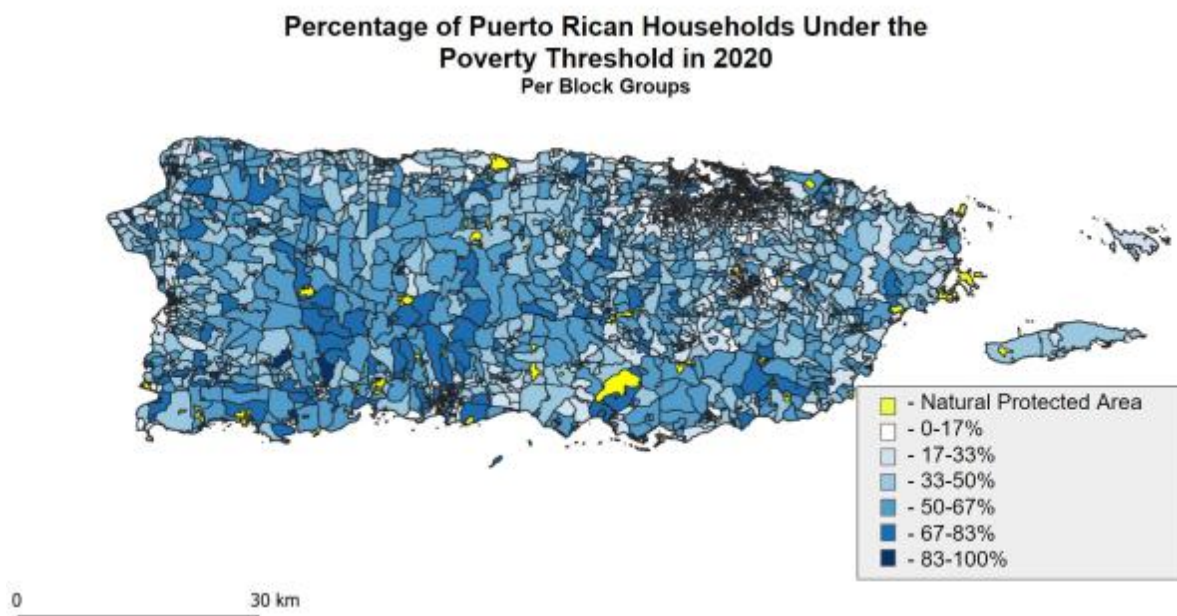 Percentage of Puerto Rican Households Under the
Poverty Threshold in 2020
Per Block Groups
- Natural Protected Area
- 0-17%
- 17-33%
- 33-50%
- 50-67%
- 67-83%
- 83-100%
0 30 km